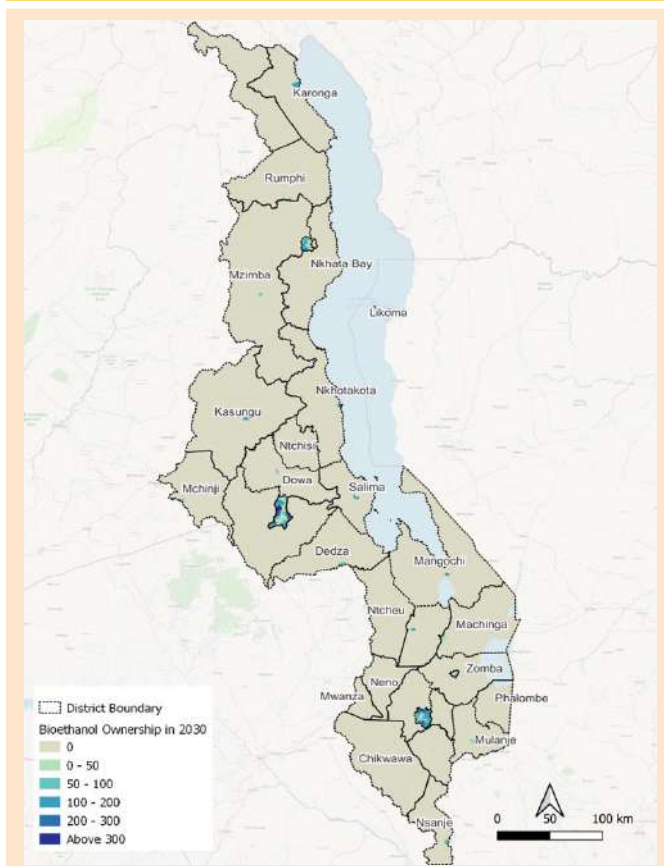 Karonga
Rumphi
Nkhata Bay
Mzimba
Likoma
Nkhotakota
Kasungu
Ntchisi
Dowa
Mchinji
Salima
Dedza
Mangochi
Ntcheu
Machinga
Zomba
Neno
Mwanza
Phalombe
Mulanje
Chikwawa
Nsanje
District Boundary
Bioethanol Ownership in 2030
0
0 - 50
50 - 100
100 - 200
200 - 300
Above 300
0 50 100 km